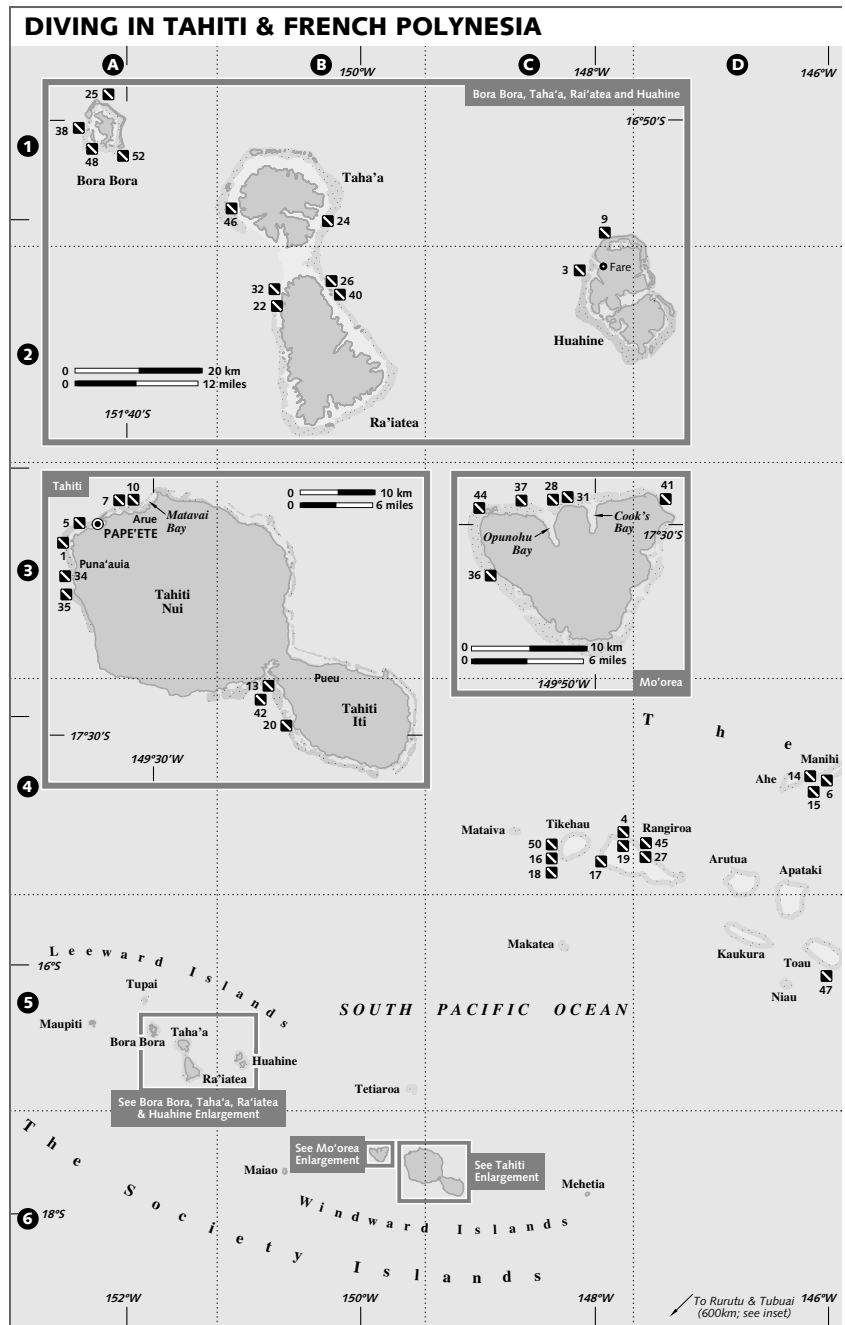 DIVING IN TAHITI & FRENCH POLYNESIA
A
B
C
D
150°W
148°W
146°W
Bora Bora, Taha'a, Rai'atea and Huahine
16°50'S
1
25
38
48
52
Bora Bora
Taha'a
46
24
9
3
Fare
26
32
40
22
Huahine
2
0 20 km
0 12 miles
151°40'S
Ra'iatea
Tahiti
10
7
Arue
Matavai
Bay
5
PAPE'ETE
1
Puna'auia
34
35
0 10 km
0 6 miles
3
Tahiti
Nui
Pueu
13
42
20
Tahiti
Iti
17°30'S
149°30'W
4
44
37
28
31
41
Cook's
Bay
Opunohu
Bay
17°30'S
36
0 10 km
0 6 miles
149°50'W
Mo'orea
The
Manihi
Ahe
14
15
6
Mataiva
Tikehau
4
Rangiroa
50
16
18
17
19
45
27
Arutua
Apataki
Makatea
Kaukura
Toau
Niau
47
Leeward Islands
16°S
Tupai
5
Maupiti
Bora Bora
Taha'a
Huahine
Ra'iatea
See Bora Bora, Taha'a, Ra'iatea
& Huahine Enlargement
SOUTH PACIFIC OCEAN
Tetiaroa
See Mo'orea
Enlargement
See Tahiti
Enlargement
Maiao
Mehetia
Windward Islands
The Society Islands
6
18°S
152°W
150°W
148°W
146°W
To Rurutu & Tubuai
(600km; see inset)